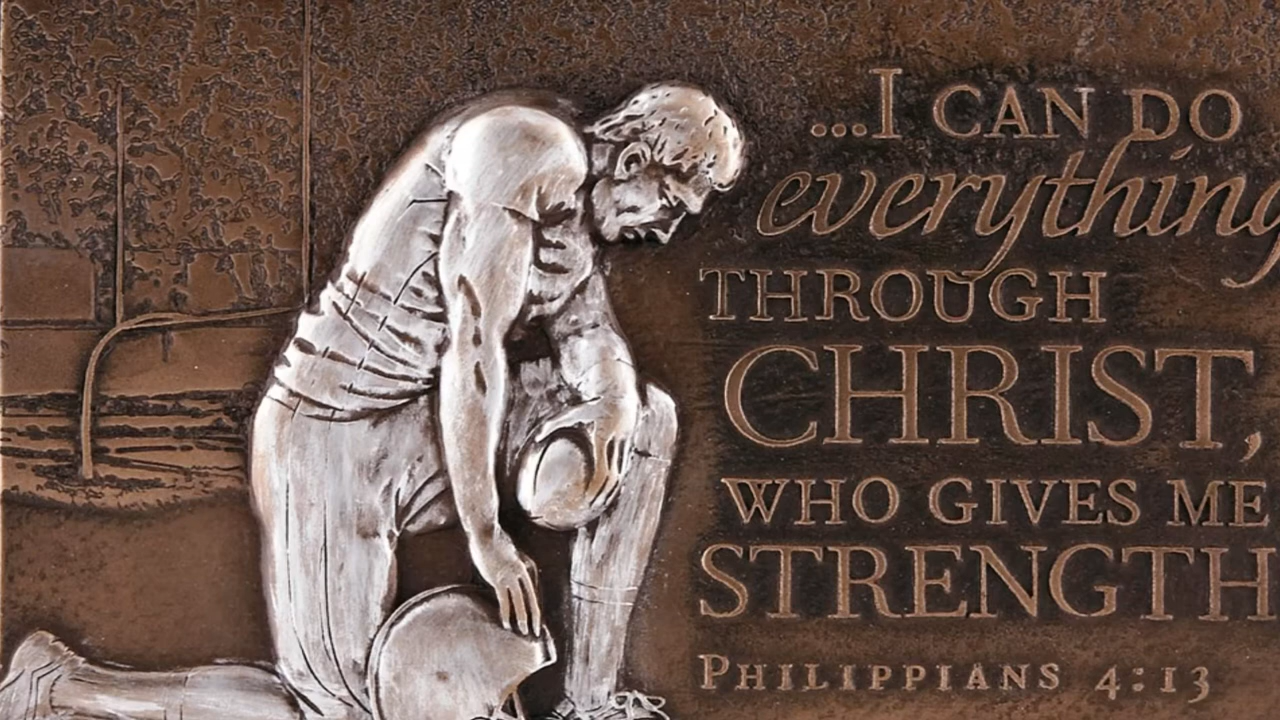 ...I CAN DO
everything
THROUGH
CHRIST,
WHO GIVES ME
STRENGTH
PHILIPPIANS 4:13